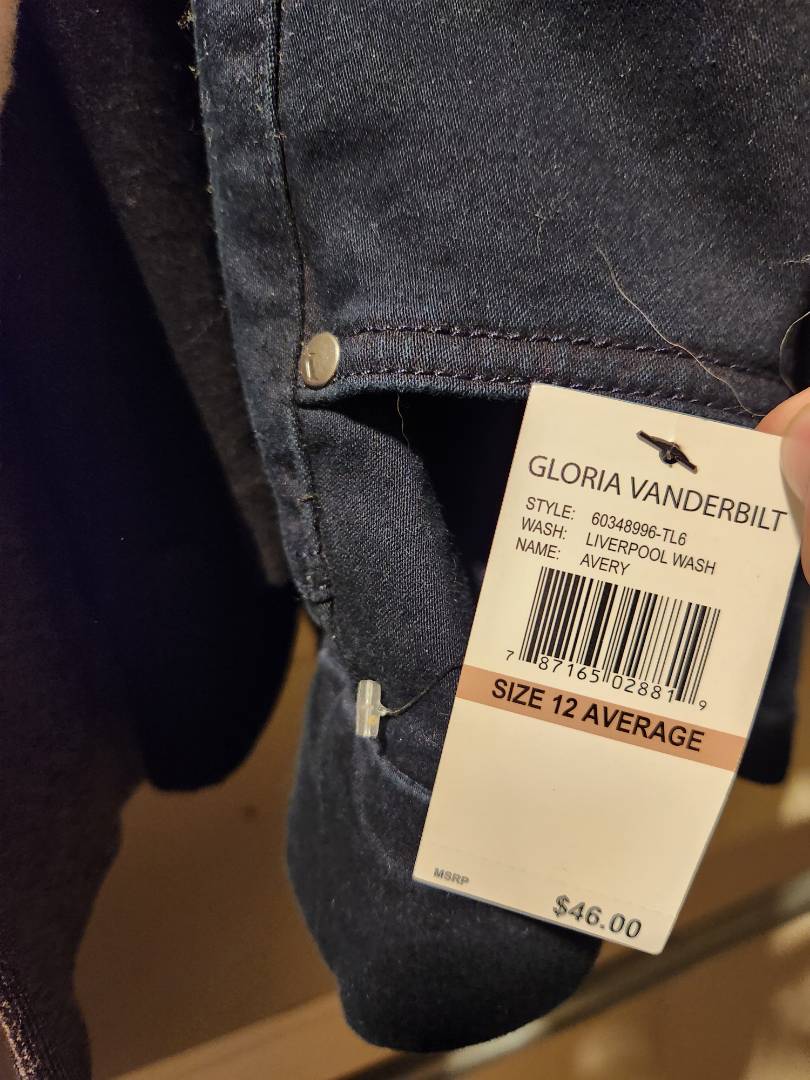 GLORIA VANDERBILT
STYLE: 60348996-TL6
WASH: LIVERPOOL WASH
NAME: AVERY
7 87165 02881 9
SIZE 12 AVERAGE
MSRP
$46.00